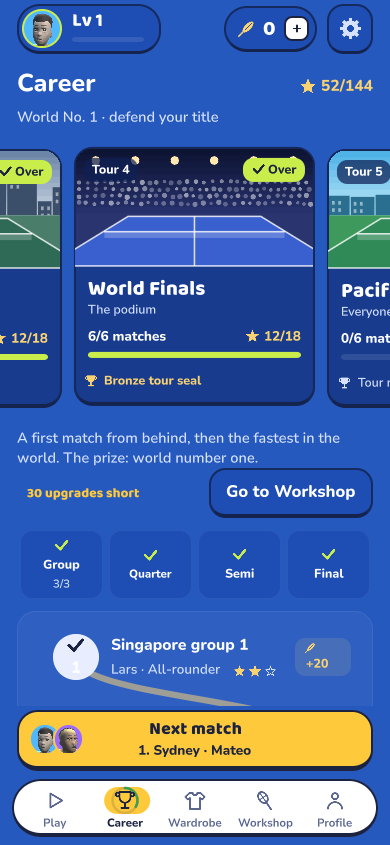 Lv 1
0
+
Career
52/144
World No. 1 · defend your title
Over
12/18
Tour 4
Over
World Finals
The podium
6/6 matches
12/18
Bronze tour seal
Tour 5
Pacif
Everyone
0/6 mat
Tour r
A first match from behind, then the fastest in the
world. The prize: world number one.
30 upgrades short
Go to Workshop
Group
3/3
Quarter
Semi
Final
1
Singapore group 1
Lars · All-rounder
+20
Next match
1. Sydney · Mateo
Play
Career
Wardrobe
Workshop
Profile